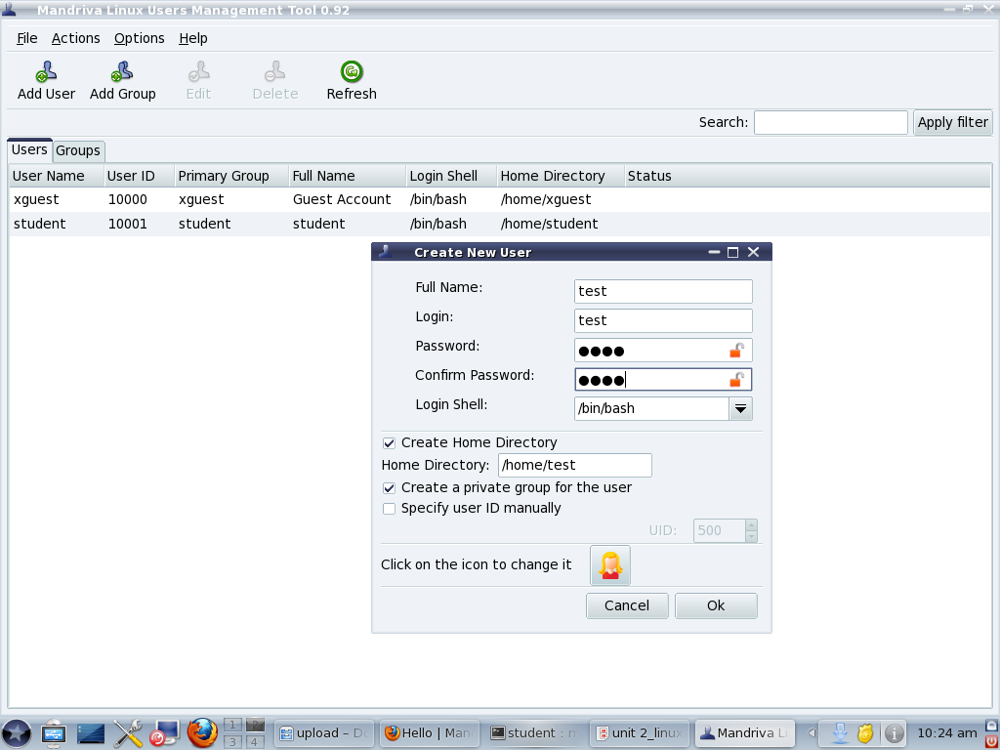 Mandriva Linux Users Management Tool 0.92
File Actions Options Help
Add User Add Group Edit Delete Refresh
Search: Apply filter
Users Groups
User Name User ID Primary Group Full Name Login Shell Home Directory Status
xguest 10000 xguest Guest Account /bin/bash /home/xguest
student 10001 student student /bin/bash /home/student
Create New User
Full Name: test
Login: test
Password: ●●●●
Confirm Password: ●●●●
Login Shell: /bin/bash
Create Home Directory
Home Directory: /home/test
Create a private group for the user
Specify user ID manually
UID: 500
Click on the icon to change it
Cancel Ok
1 2 3 4 upload – Do Hello | Man student : m unit 2_linux Mandriva Li 10:24 am